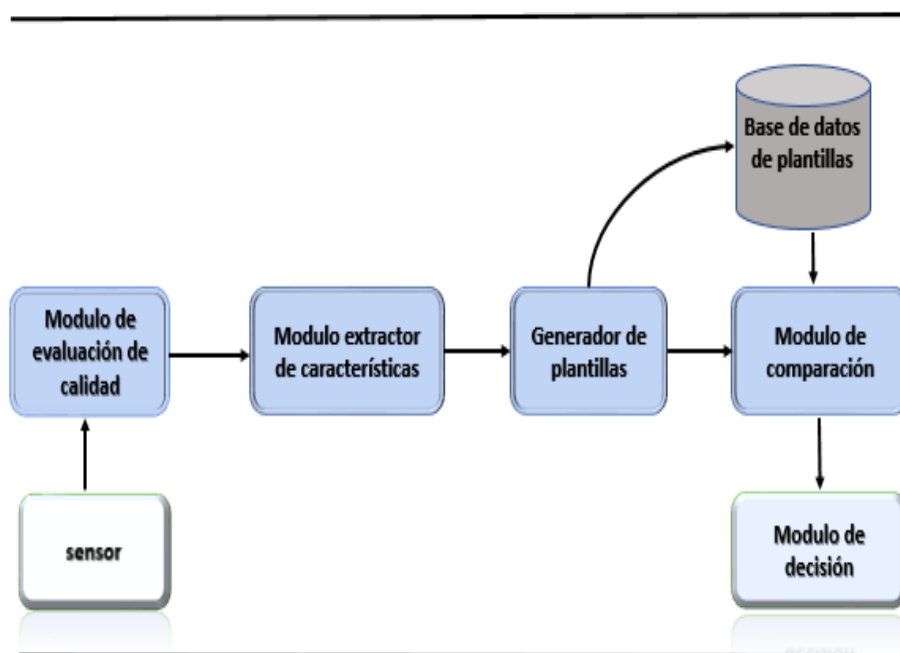 Base de datos
de plantillas
Modulo de
evaluación de
calidad
Modulo extractor
de características
Generador de
plantillas
Modulo de
comparación
sensor
Modulo de
decisión